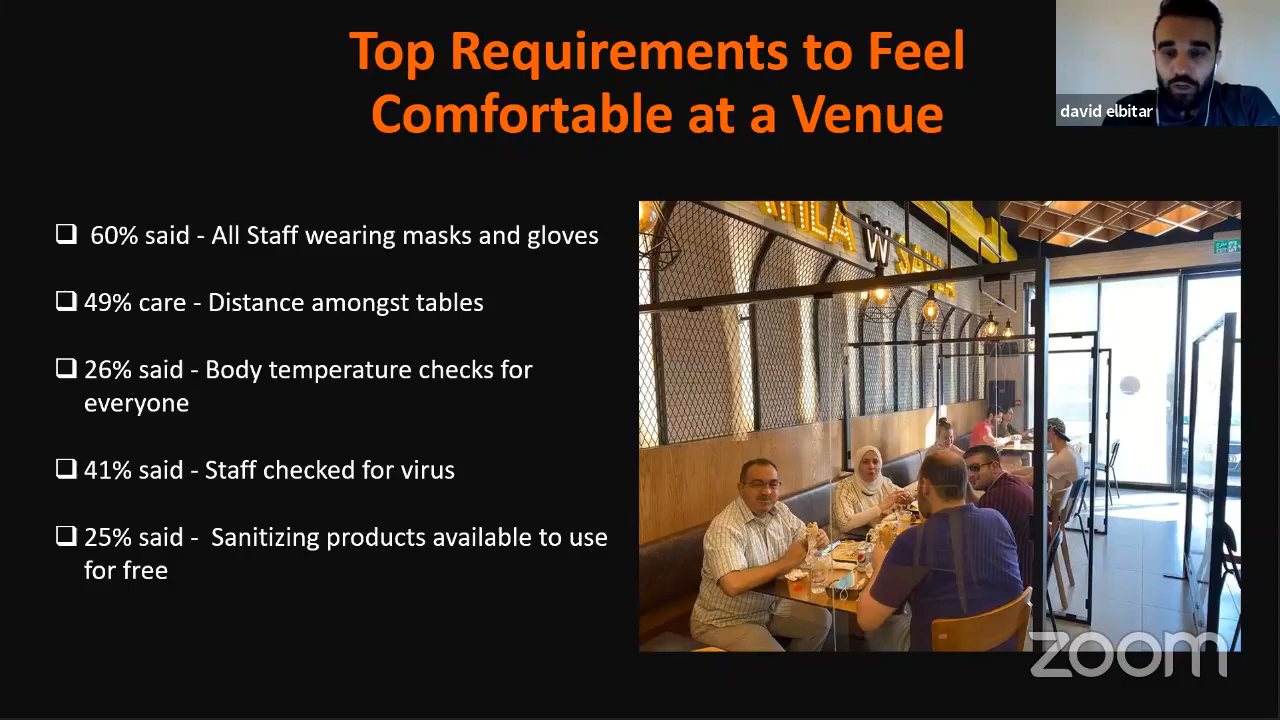 Top Requirements to Feel
Comfortable at a Venue
david elbitar
60% said - All Staff wearing masks and gloves
49% care - Distance amongst tables
26% said - Body temperature checks for
everyone
41% said - Staff checked for virus
25% said -  Sanitizing products available to use
for free
W
zoom